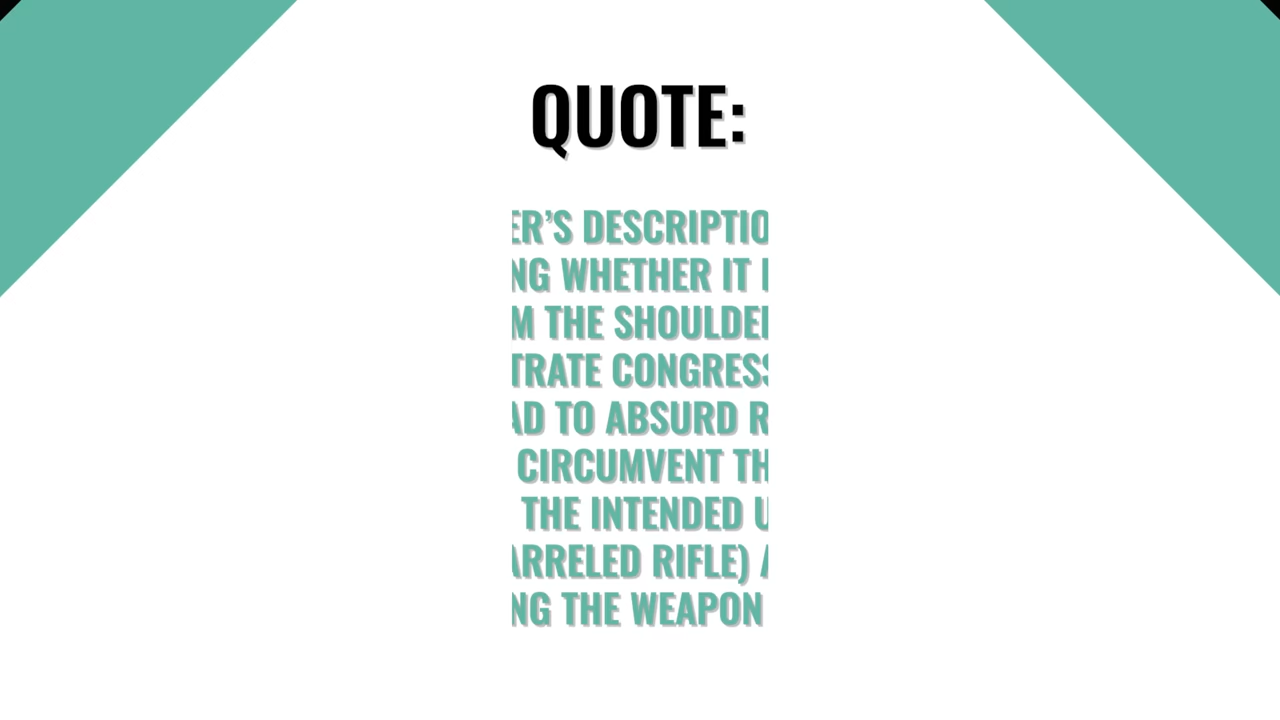 QUOTE:
ER'S DESCRIPTIO
NG WHETHER IT
M THE SHOULDE
TRATE CONGRESS
AD TO ABSURD R
CIRCUMVENT TH
THE INTENDED U
ARRELED RIFLE)
NG THE WEAPON